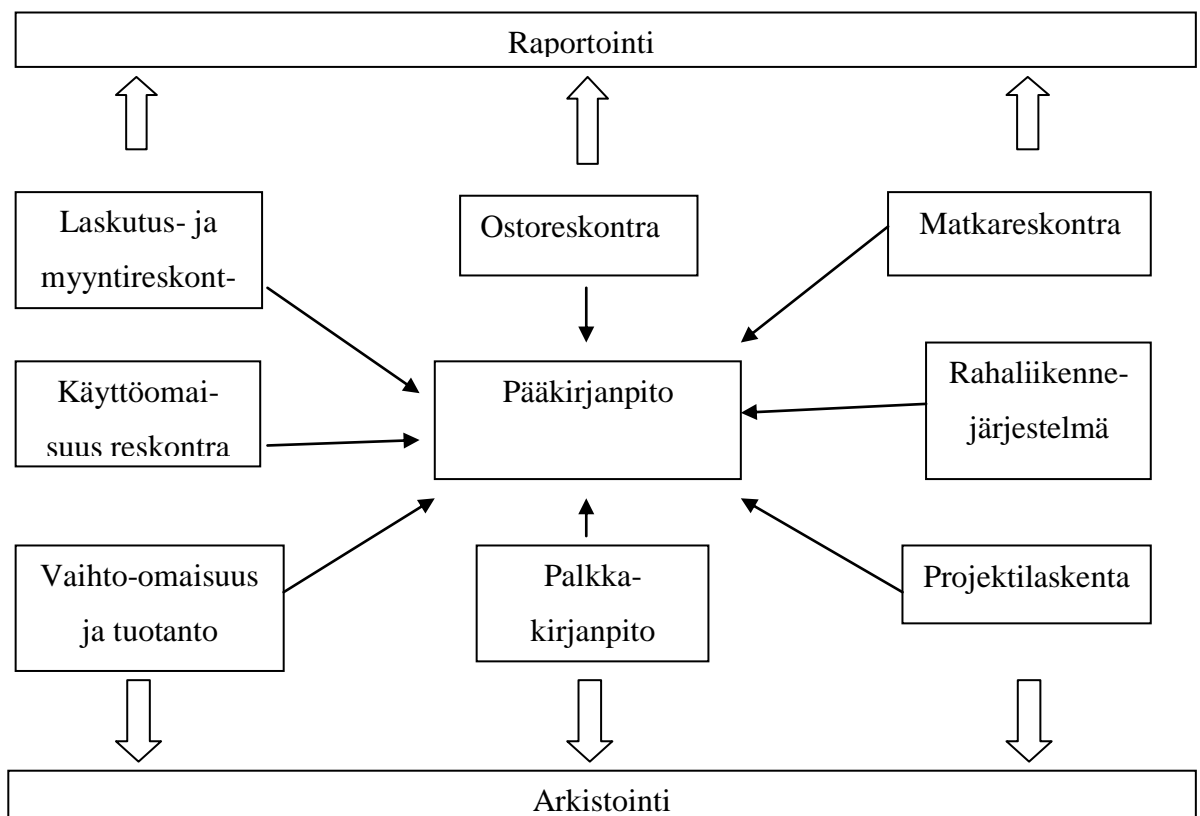 Raportointi
Laskutus- ja
myyntireskont-
Ostoreskontra
Matkareskontra
Käyttöomai-
suus reskontra
Pääkirjanpito
Rahaliikenne-
järjestelmä
Vaihto-omaisuus
ja tuotanto
Palkka-
kirjanpito
Projektilaskenta
Arkistointi